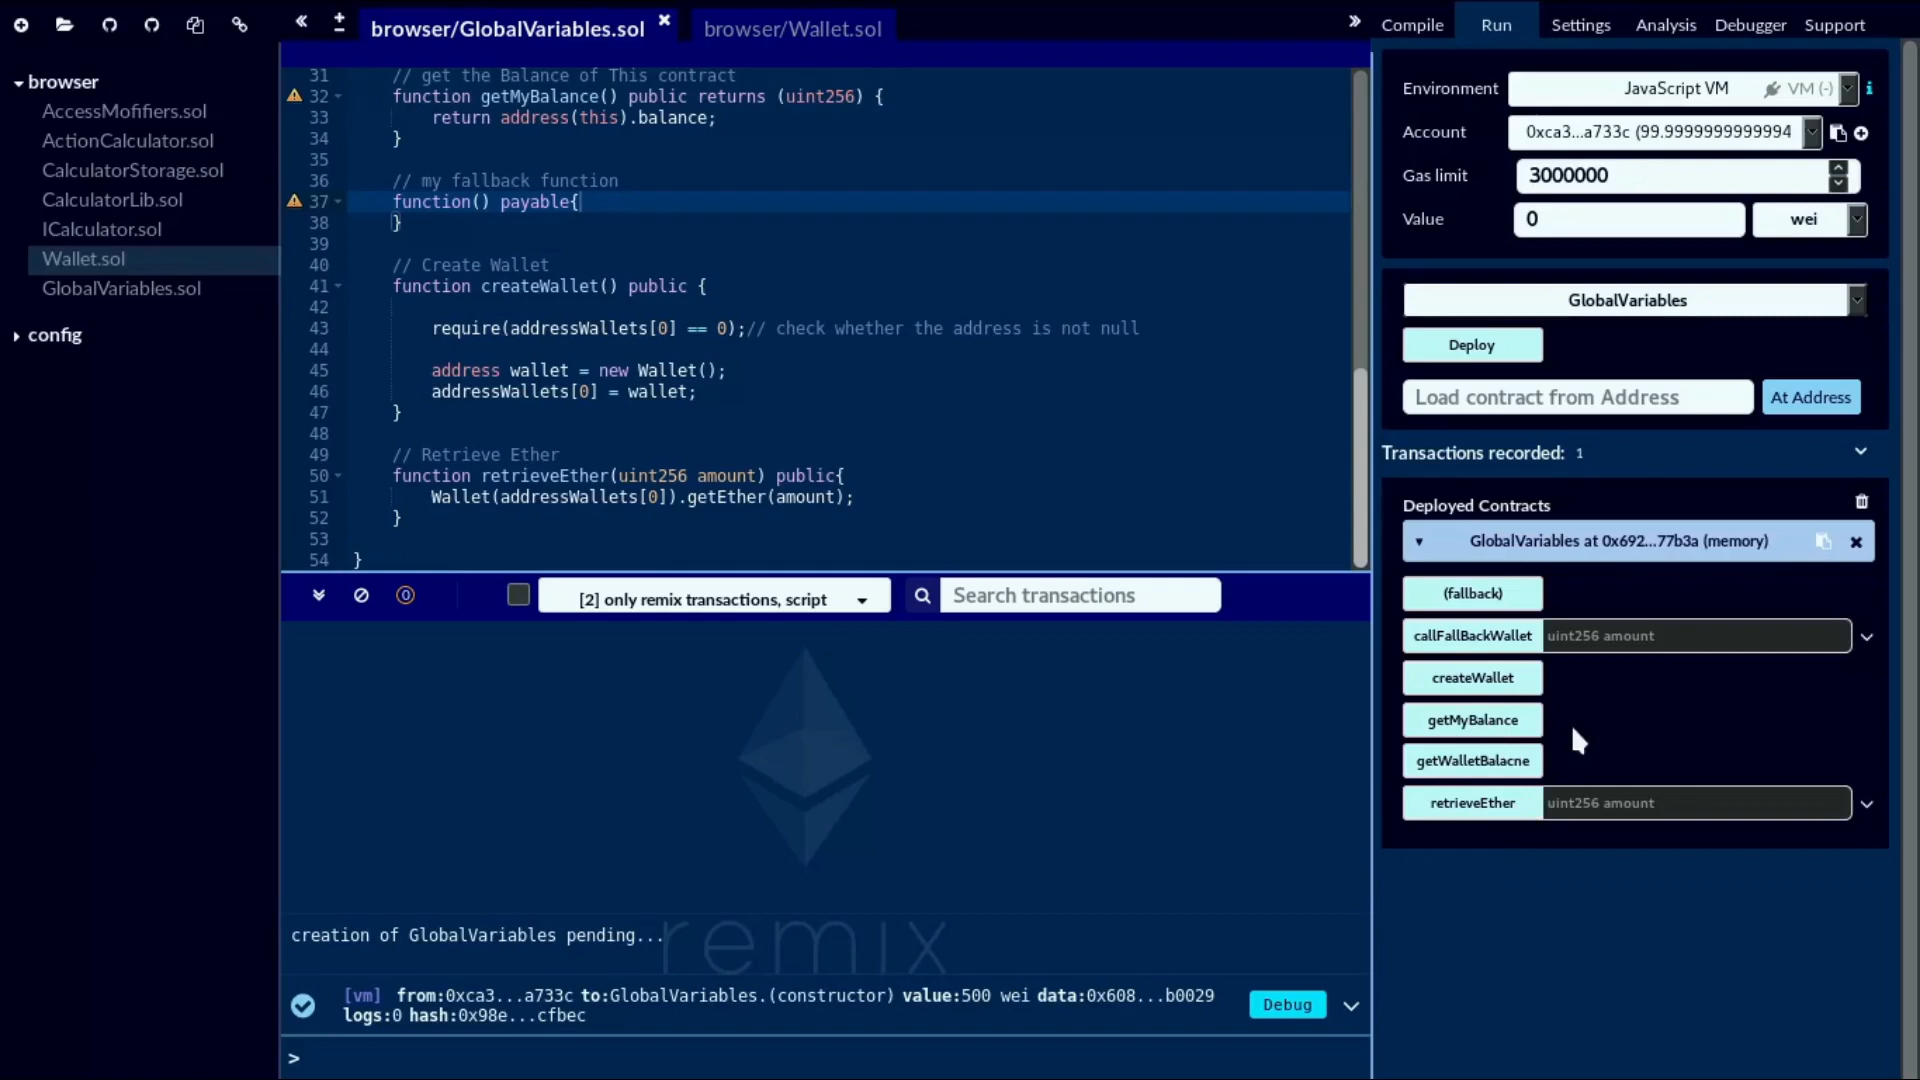 browser
AccessMofifiers.sol
ActionCalculator.sol
CalculatorStorage.sol
CalculatorLib.sol
ICalculator.sol
Wallet.sol
GlobalVariables.sol
config
browser/GlobalVariables.sol
browser/Wallet.sol
31 // get the Balance of This contract
32 function getMyBalance() public returns (uint256) {
33 return address(this).balance;
34 }
35
36 // my fallback function
37 function() payable{
38 }
39
40 // Create Wallet
41 function createWallet() public {
42
43 require(addressWallets[0] == 0);// check whether the address is not null
44
45 address wallet = new Wallet();
46 addressWallets[0] = wallet;
47 }
48
49 // Retrieve Ether
50 function retrieveEther(uint256 amount) public{
51 Wallet(addressWallets[0]).getEther(amount);
52 }
53
54 }
0 [2] only remix transactions, script Search transactions
remix
creation of GlobalVariables pending...
[vm] from:0xca3...a733c to:GlobalVariables.(constructor) value:500 wei data:0x608...b0029
logs:0 hash:0x98e...cfbec
Debug
>
Compile Run Settings Analysis Debugger Support
Environment JavaScript VM VM (-) i
Account 0xca3...a733c (99.9999999999994
Gas limit 3000000
Value 0 wei
GlobalVariables
Deploy
Load contract from Address At Address
Transactions recorded: 1
Deployed Contracts
GlobalVariables at 0x692...77b3a (memory)
(fallback)
callFallBackWallet uint256 amount
createWallet
getMyBalance
getWalletBalacne
retrieveEther uint256 amount